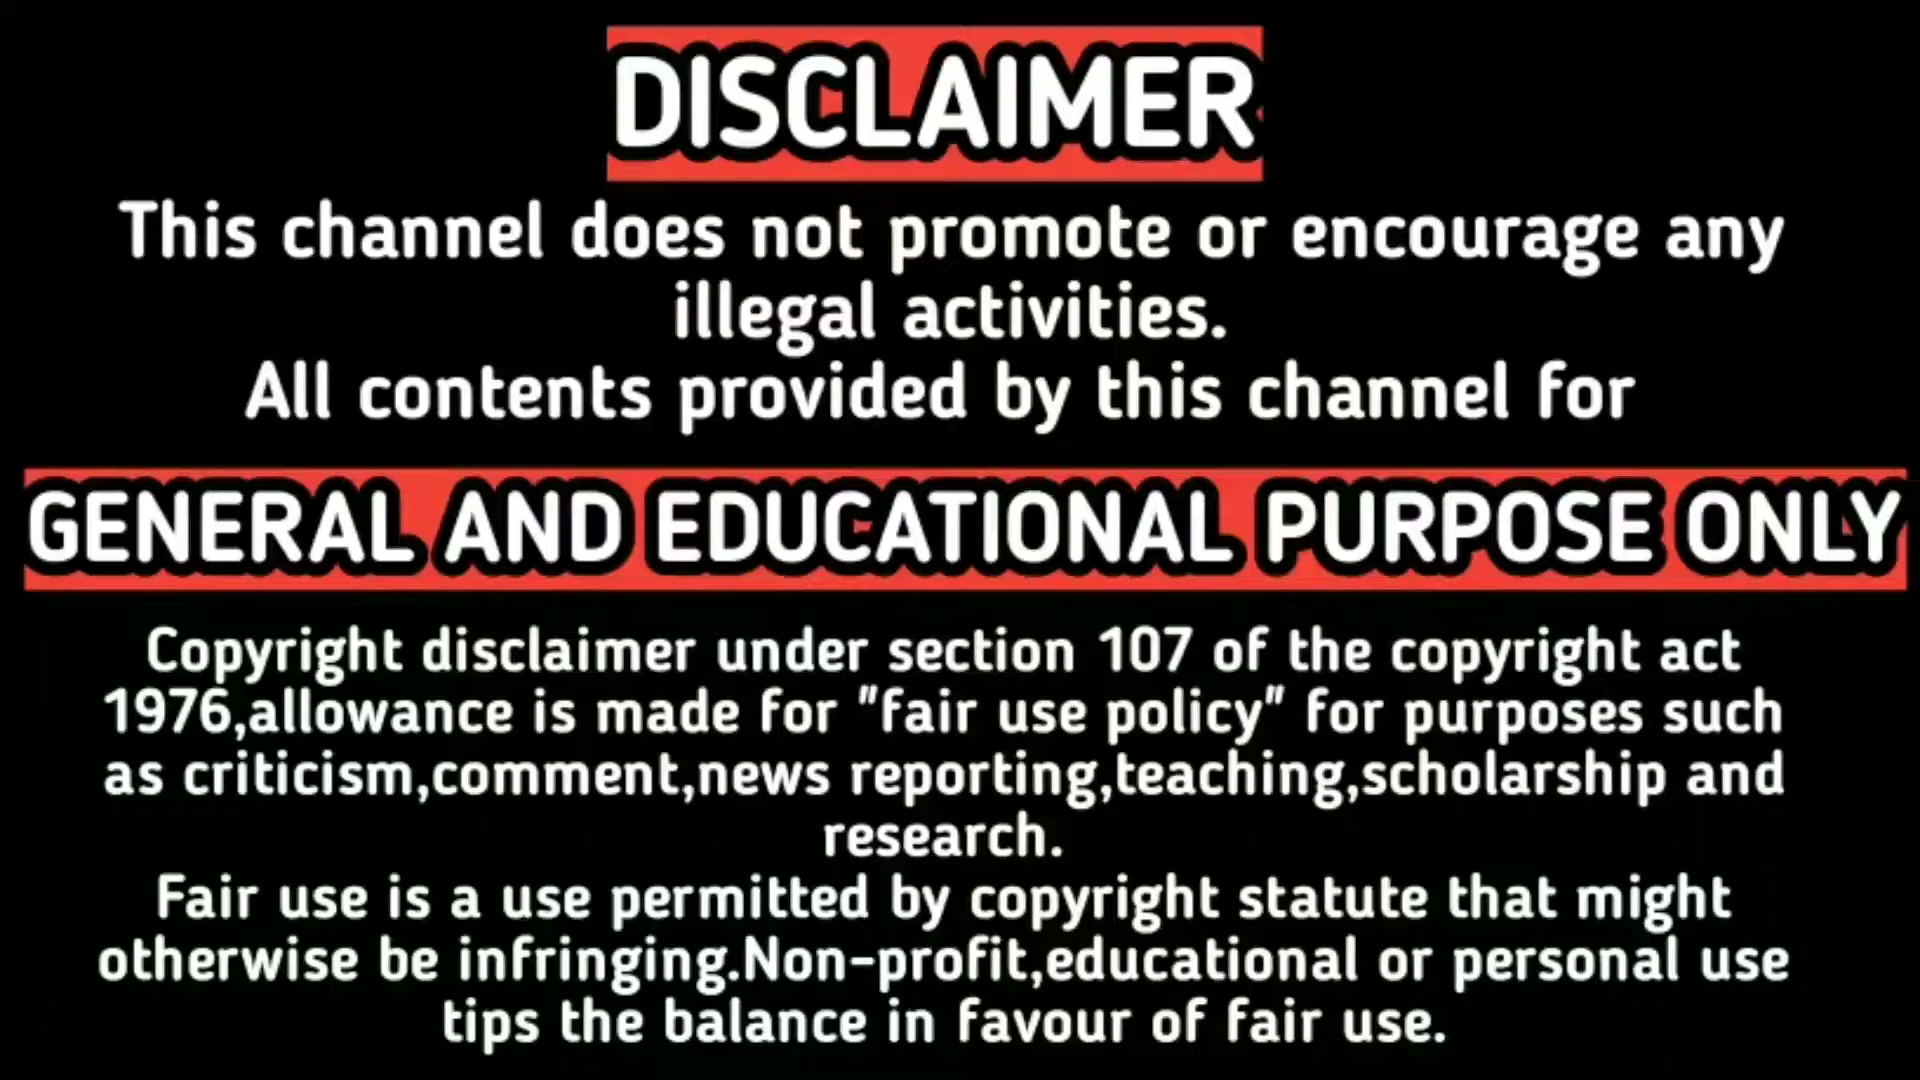 DISCLAIMER
This channel does not promote or encourage any
illegal activities.
All contents provided by this channel for
GENERAL AND EDUCATIONAL PURPOSE ONLY
Copyright disclaimer under section 107 of the copyright act
1976,allowance is made for "fair use policy" for purposes such
as criticism,comment,news reporting,teaching,scholarship and
research.
Fair use is a use permitted by copyright statute that might
otherwise be infringing.Non-profit,educational or personal use
tips the balance in favour of fair use.